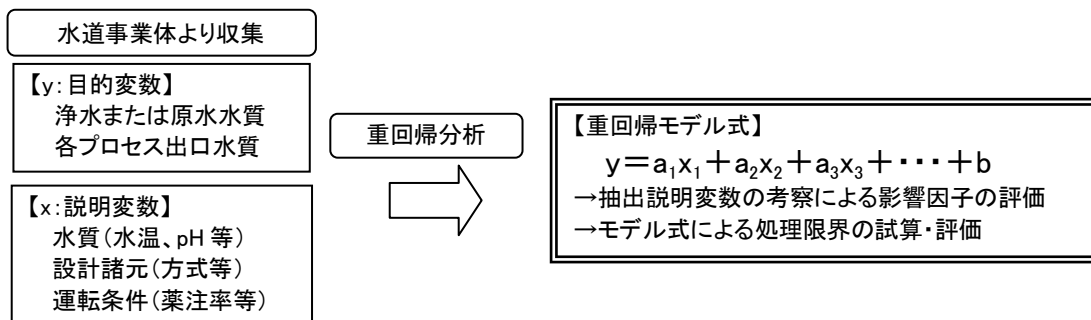 水道事業体より収集
【y:目的変数】
浄水または原水水質
各プロセス出口水質
【x:説明変数】
水質(水温、pH 等)
設計諸元(方式等)
運転条件(薬注率等)
重回帰分析
【重回帰モデル式】
y=a₁x₁+a₂x₂+a₃x₃+・・・+b
→抽出説明変数の考察による影響因子の評価
→モデル式による処理限界の試算・評価